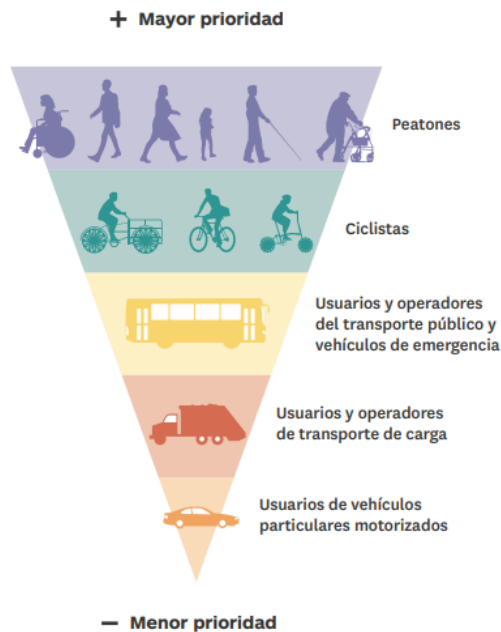 + Mayor prioridad
Peatones
Ciclistas
Usuarios y operadores
del transporte público y
vehículos de emergencia
Usuarios y operadores
de transporte de carga
Usuarios de vehículos
particulares motorizados
– Menor prioridad